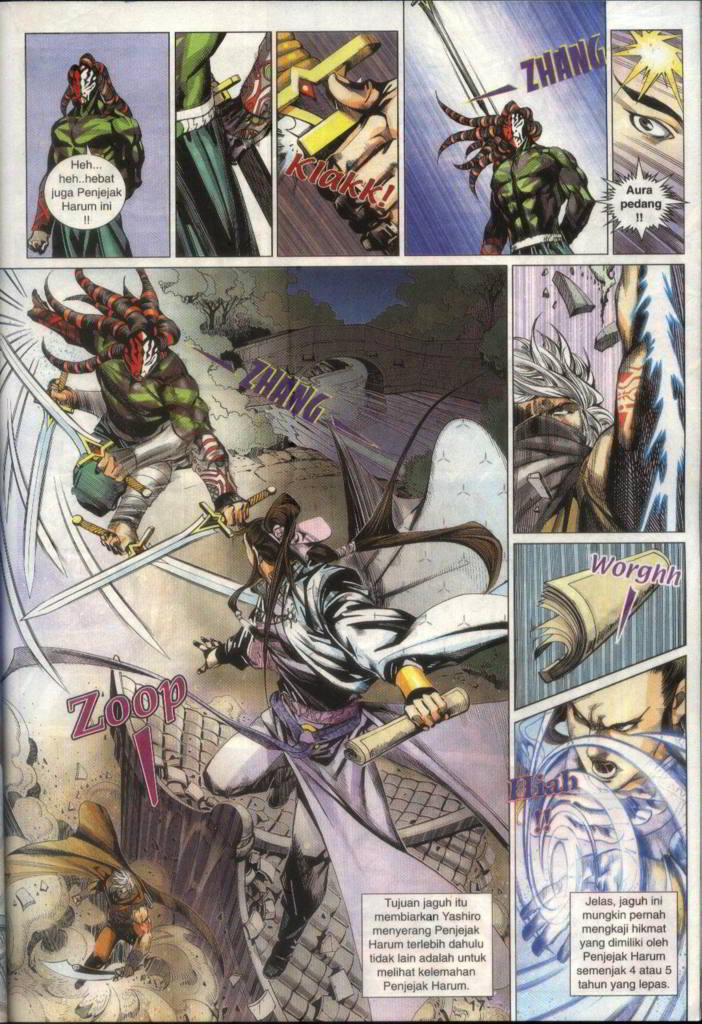 Heh...
heh..hebat
juga Penjejak
Harum ini
!!
Klakk!
ZHANG
Aura
pedang
!!
ZHANG
Zoop
Worghh
Hiah
!!
Tujuan jaguh itu
membiarkan Yashiro
menyerang Penjejak
Harum terlebih dahulu
tidak lain adalah untuk
melihat kelemahan
Penjejak Harum.
Jelas, jaguh ini
mungkin pernah
mengkaji hikmat
yang dimiliki oleh
Penjejak Harum
semenjak 4 atau 5
tahun yang lepas.
17